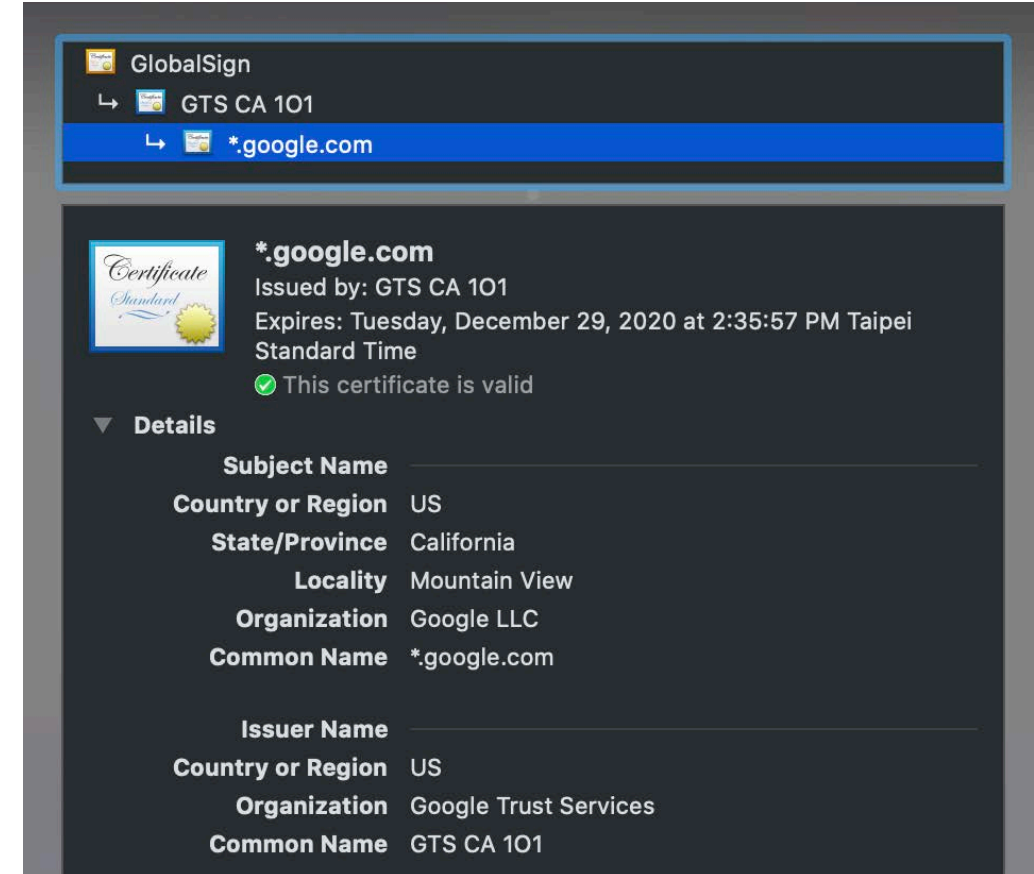 GlobalSign
GTS CA 1O1
*.google.com
Certificate
Standard
*.google.com
Issued by: GTS CA 1O1
Expires: Tuesday, December 29, 2020 at 2:35:57 PM Taipei
Standard Time
This certificate is valid
Details
Subject Name
Country or Region US
State/Province California
Locality Mountain View
Organization Google LLC
Common Name *.google.com
Issuer Name
Country or Region US
Organization Google Trust Services
Common Name GTS CA 1O1